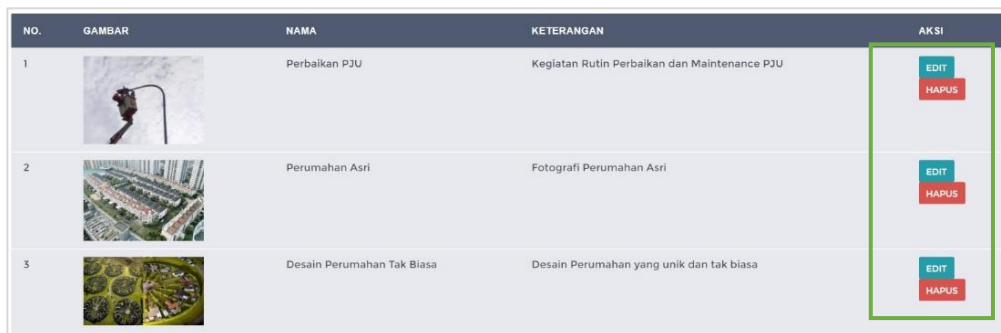 NO. GAMBAR NAMA KETERANGAN AKSI
1 Perbaikan PJU Kegiatan Rutin Perbaikan dan Maintenance PJU EDIT
HAPUS
2 Perumahan Asri Fotografi Perumahan Asri EDIT
HAPUS
3 Desain Perumahan Tak Biasa Desain Perumahan yang unik dan tak biasa EDIT
HAPUS